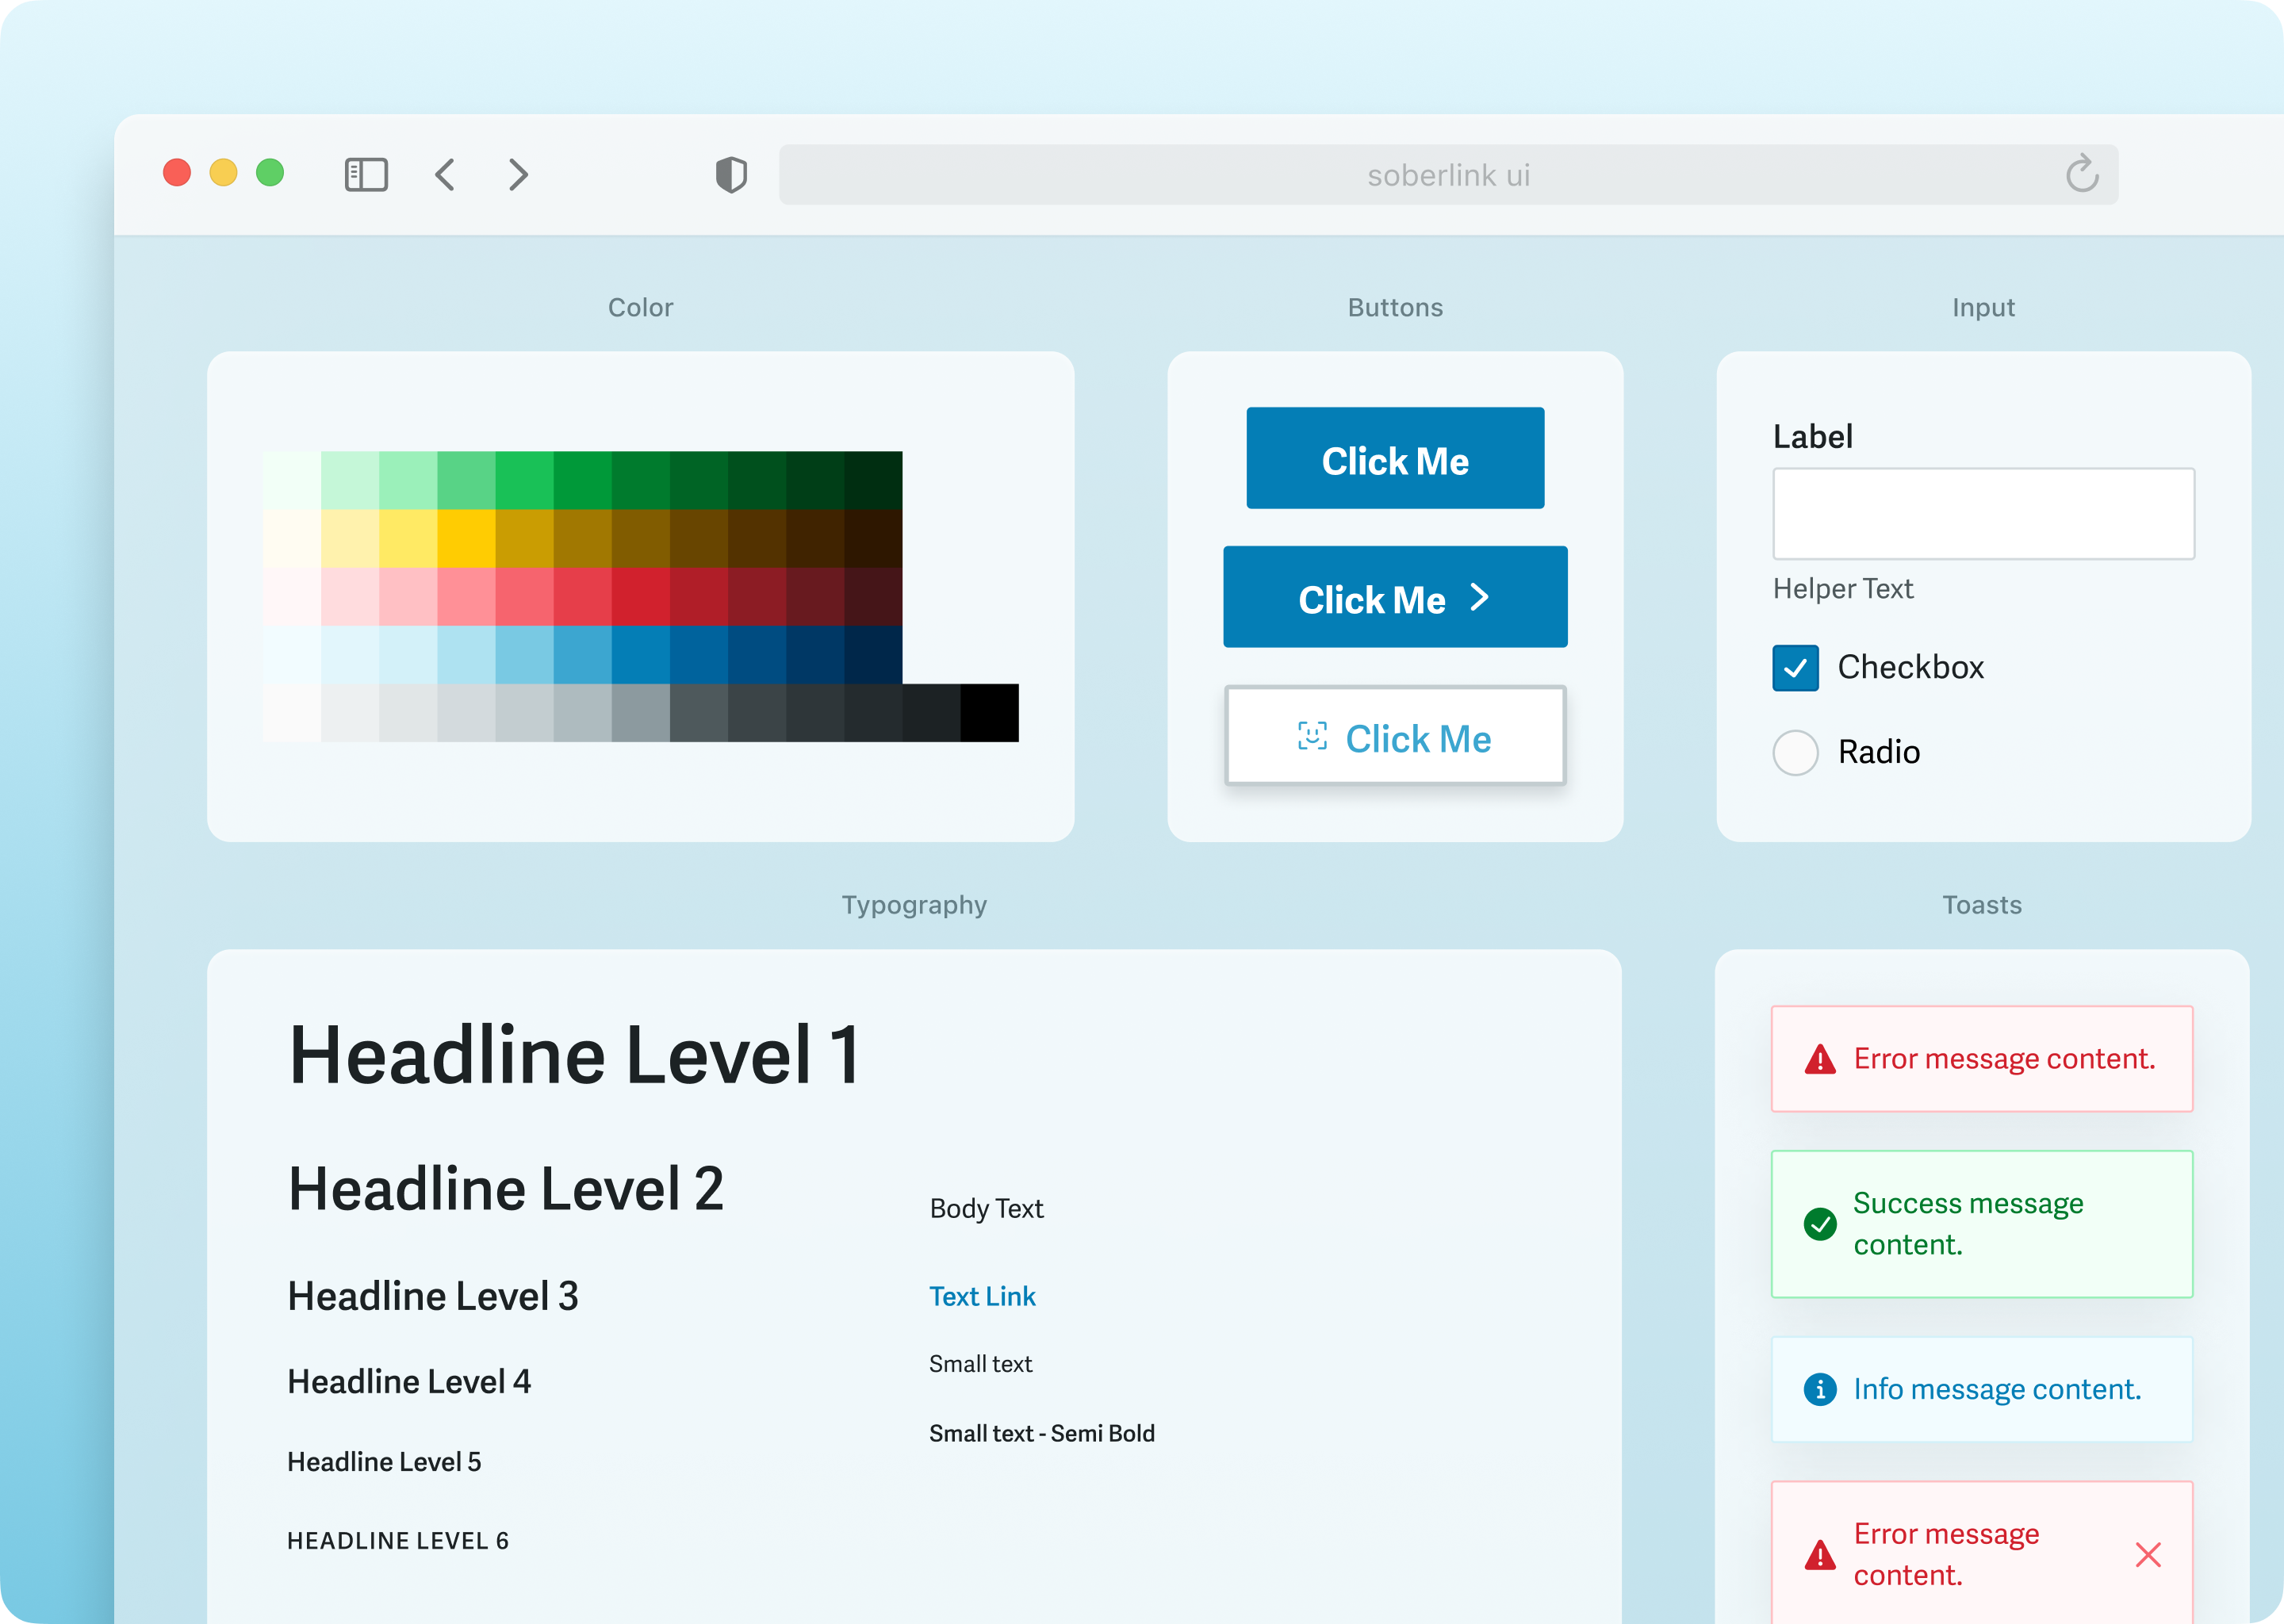 soberlink ui
Color
Buttons
Input
Click Me
Click Me
Click Me
Label
Helper Text
Checkbox
Radio
Typography
Toasts
Headline Level 1
Headline Level 2
Headline Level 3
Headline Level 4
Headline Level 5
HEADLINE LEVEL 6
Body Text
Text Link
Small text
Small text - Semi Bold
Error message content.
Success message
content.
Info message content.
Error message
content.